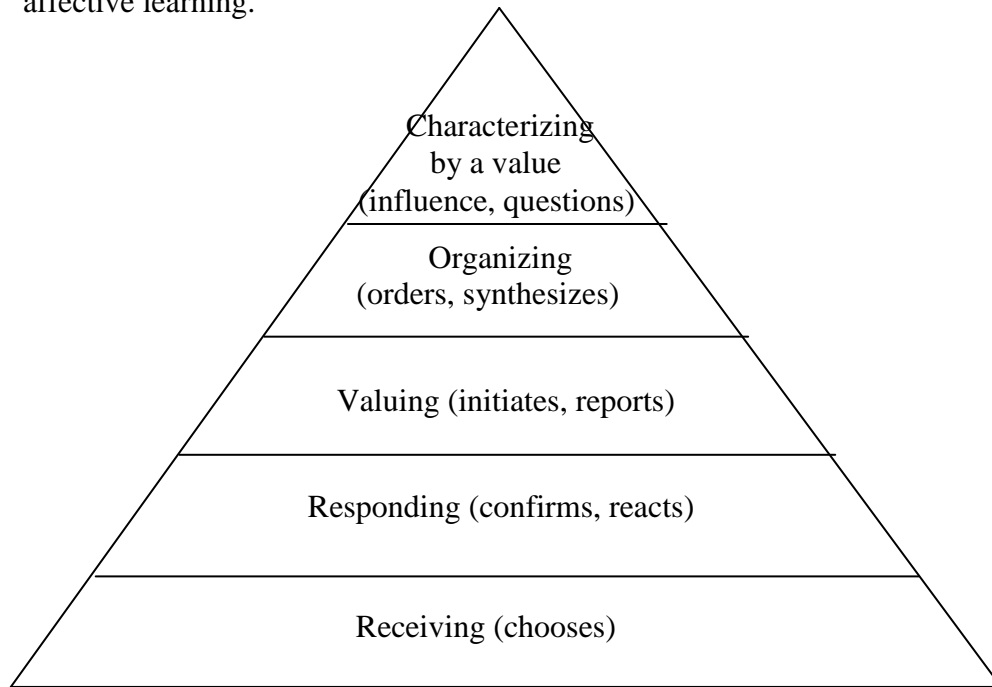 affective learning.
Characterizing
by a value
(influence, questions)
Organizing
(orders, synthesizes)
Valuing (initiates, reports)
Responding (confirms, reacts)
Receiving (chooses)